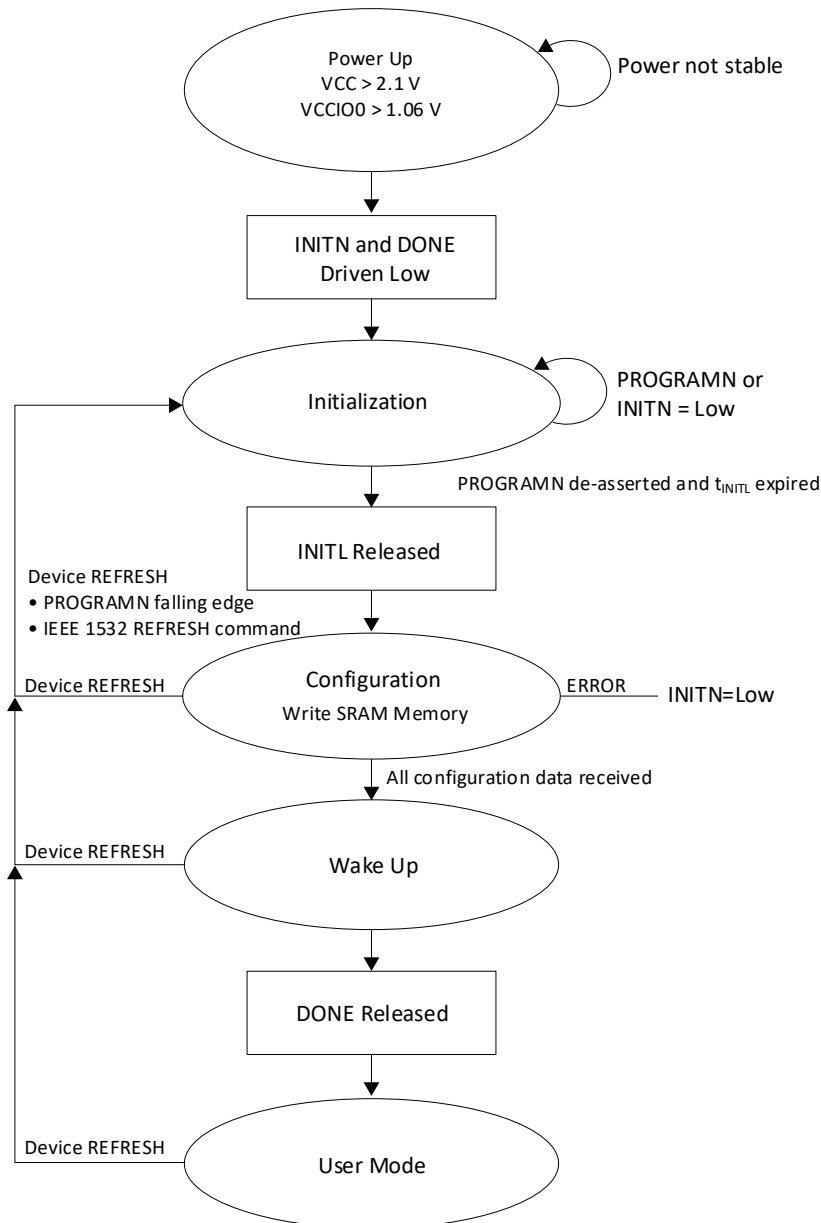 Power Up
VCC > 2.1 V
VCCIO0 > 1.06 V
Power not stable
INITN and DONE
Driven Low
Initialization
PROGRAMN or
INITN = Low
PROGRAMN de-asserted and tINITL expired
INITL Released
Device REFRESH
• PROGRAMN falling edge
• IEEE 1532 REFRESH command
Device REFRESH
Configuration
Write SRAM Memory
ERROR
INITN=Low
All configuration data received
Device REFRESH
Wake Up
DONE Released
Device REFRESH
User Mode